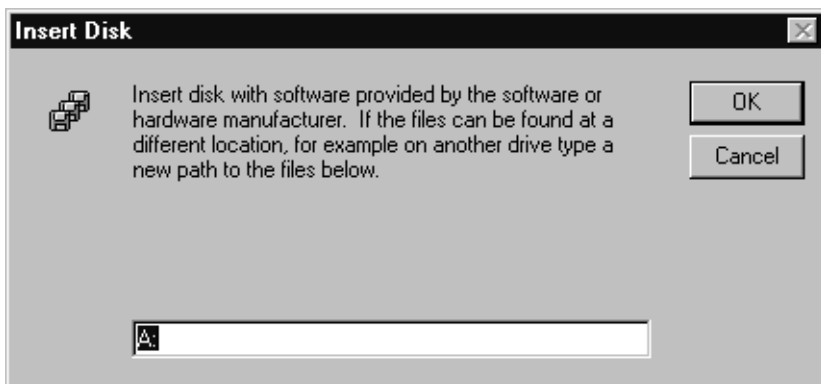 Insert Disk
Insert disk with software provided by the software or
hardware manufacturer.  If the files can be found at a
different location, for example on another drive type a
new path to the files below.
OK
Cancel
A: